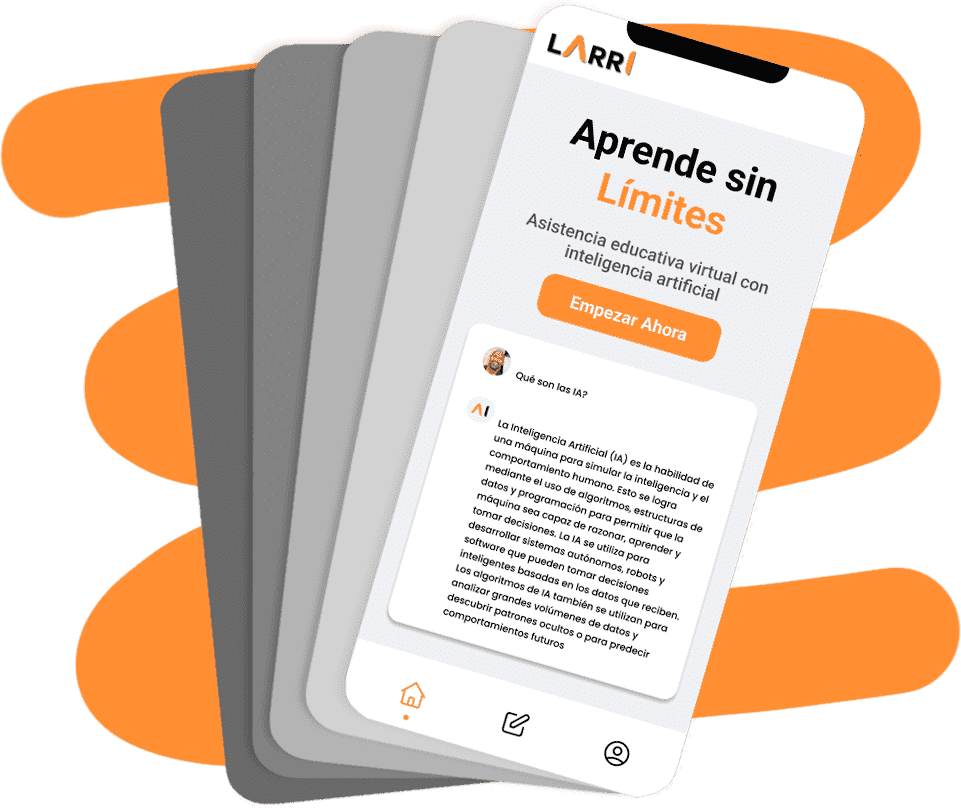 LARRI
Aprende sin
Límites
Asistencia educativa virtual con
inteligencia artificial
Empezar Ahora
Qué son las IA?
AI
La Inteligencia Artificial (IA) es la habilidad de
una máquina para simular la inteligencia y el
comportamiento humano. Esto se logra
mediante el uso de algoritmos, estructuras de
datos y programación para permitir que la
máquina sea capaz de razonar, aprender y
tomar decisiones. La IA se utiliza para
desarrollar sistemas autónomos, robots y
software que pueden tomar decisiones
inteligentes basadas en los datos que reciben.
Los algoritmos de IA también se utilizan para
analizar grandes volúmenes de datos y
descubrir patrones ocultos o para predecir
comportamientos futuros